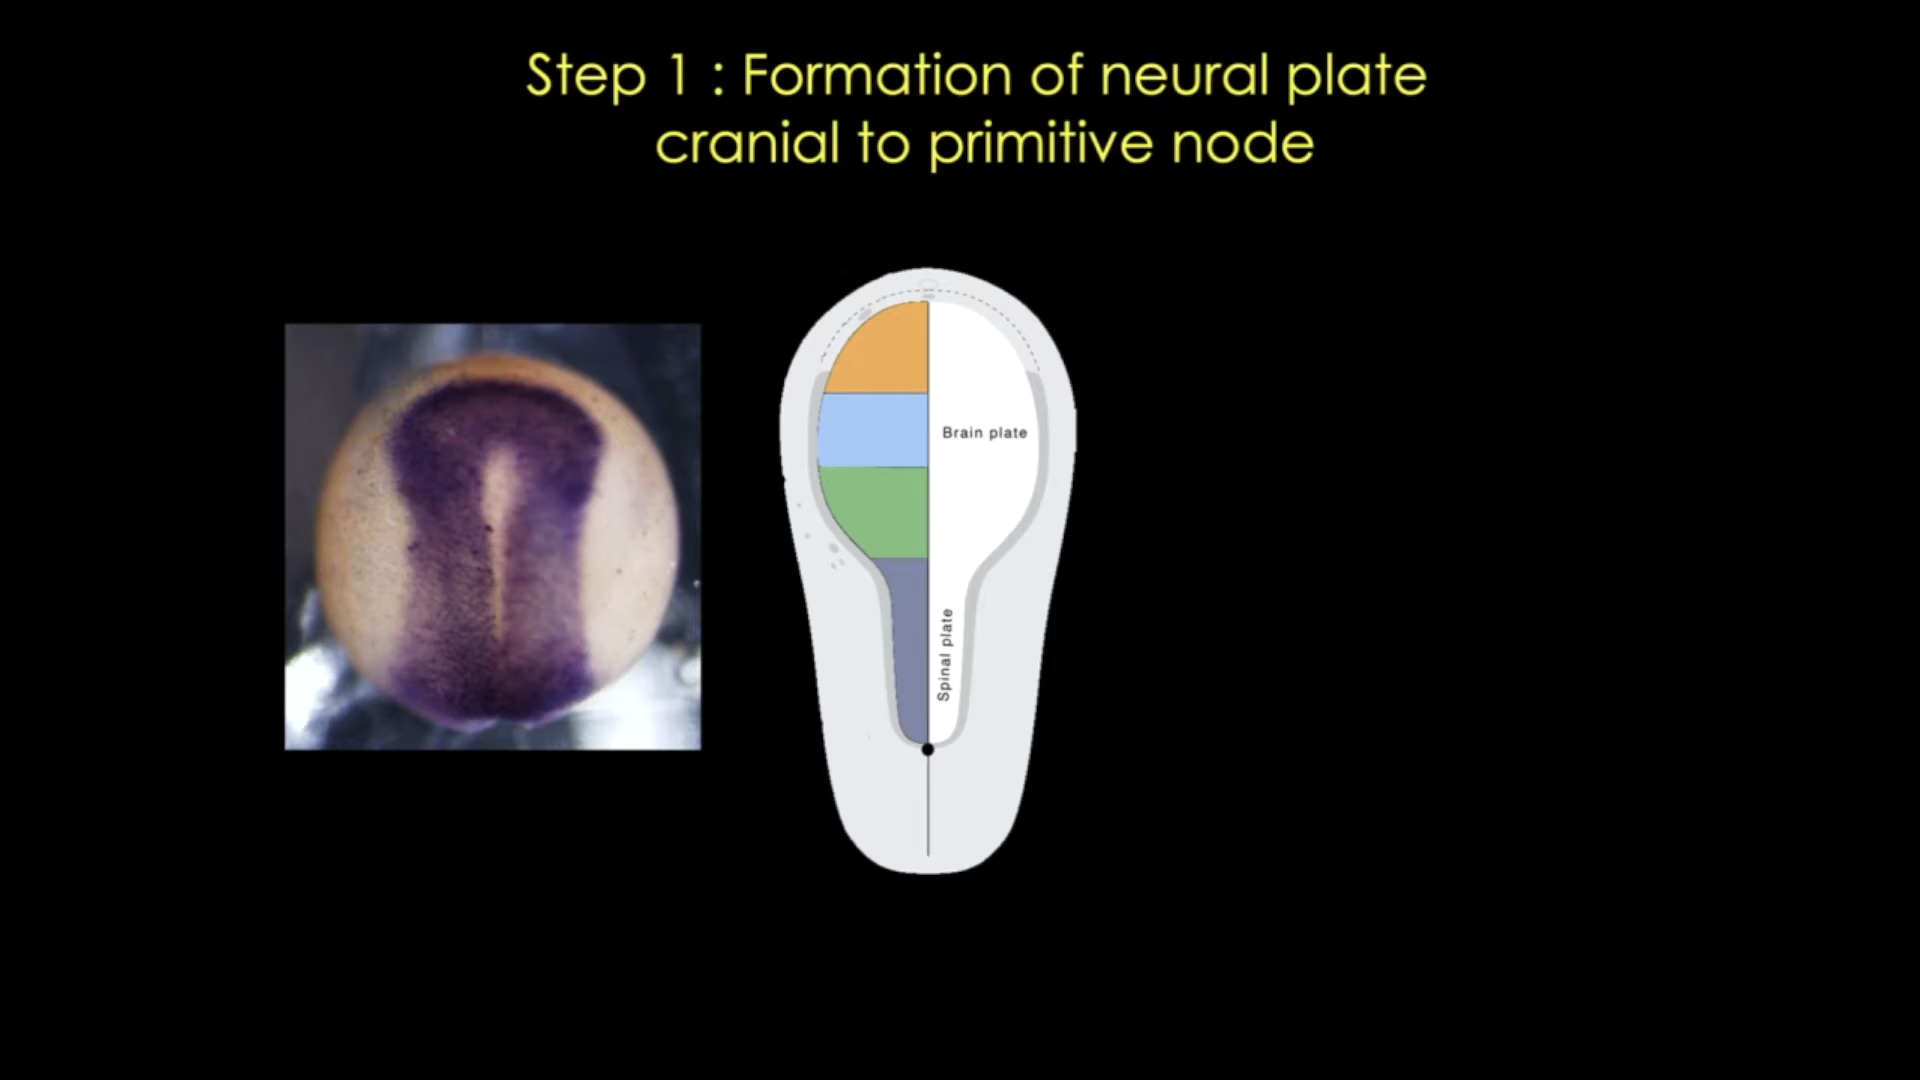 Step 1 : Formation of neural plate
cranial to primitive node
Brain plate
Spinal plate